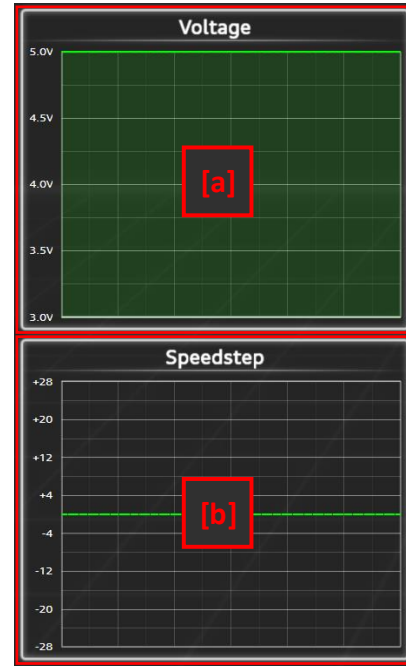 Voltage
5.0V
4.5V
4.0V
[a]
3.5V
3.0V
Speedstep
+28
+20
+12
+4
[b]
-4
-12
-20
-28